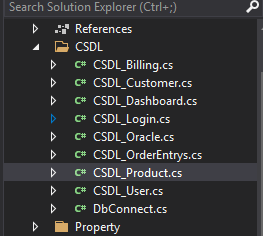 Search Solution Explorer (Ctrl+;)
References
CSDL
C# CSDL_Billing.cs
C# CSDL_Customer.cs
C# CSDL_Dashboard.cs
C# CSDL_Login.cs
C# CSDL_Oracle.cs
C# CSDL_OrderEntrys.cs
C# CSDL_Product.cs
C# CSDL_User.cs
C# DbConnect.cs
Property